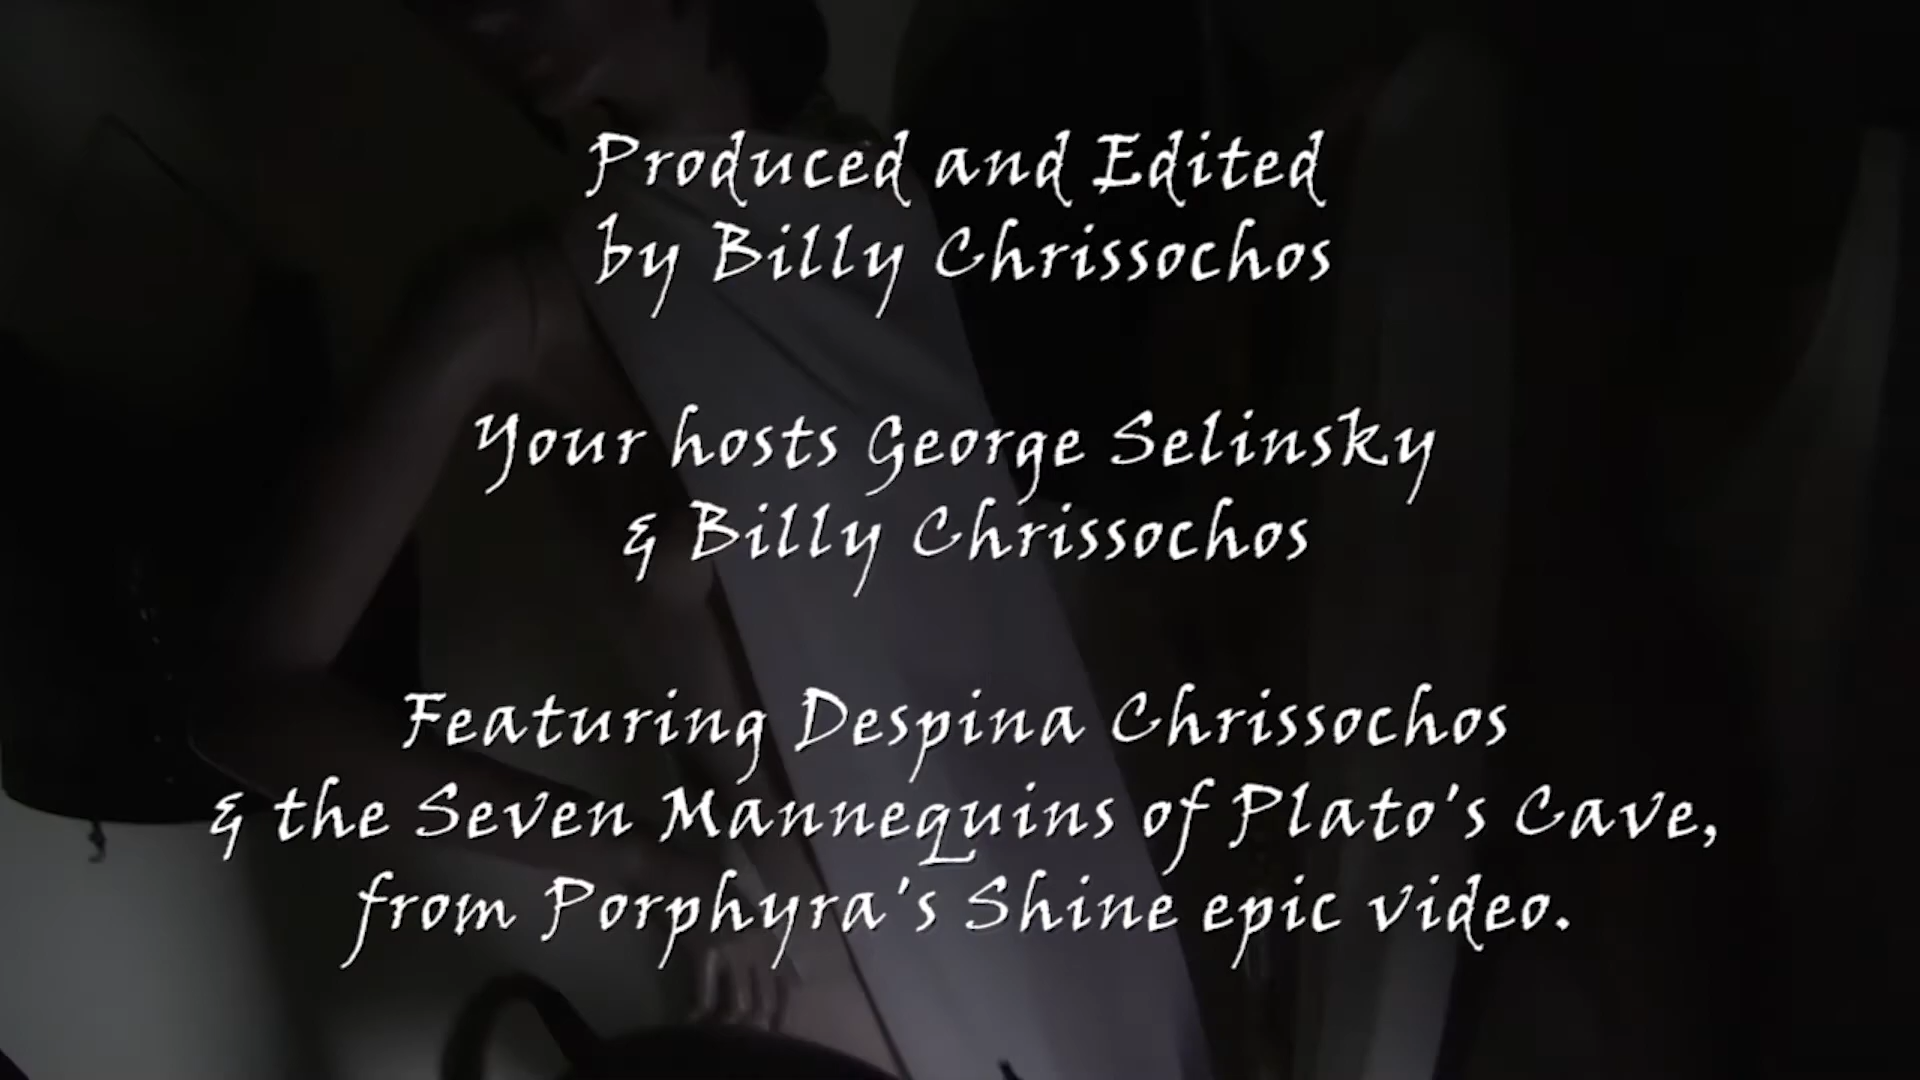 Produced and Edited
by Billy Chrissochos
Your hosts George Selinsky
& Billy Chrissochos
Featuring Despina Chrissochos
& the Seven Mannequins of Plato's Cave,
from Porphyra's Shine epic video.